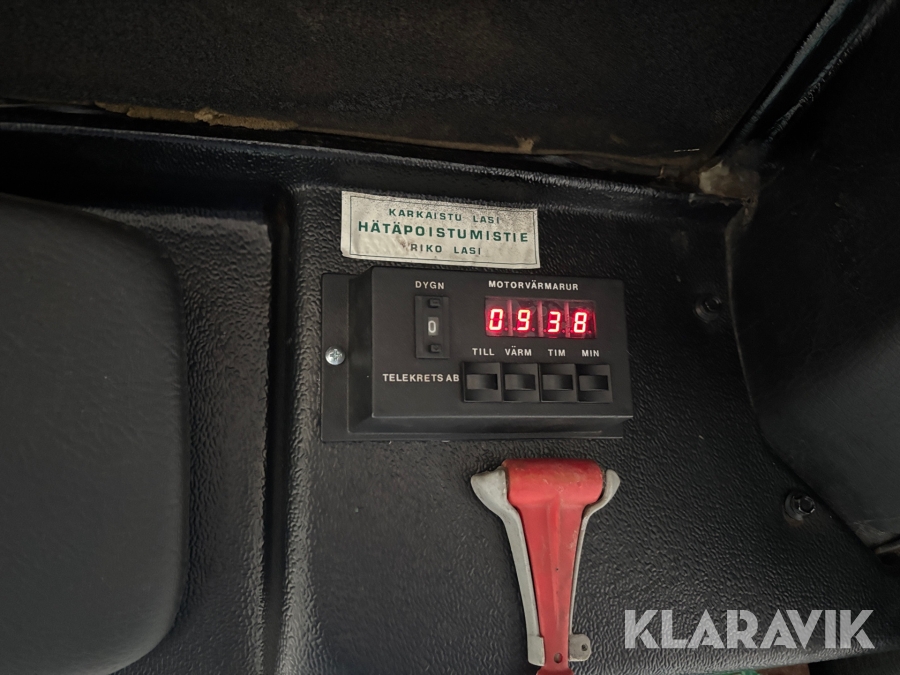 KARKAISTU LASI
HÄTÄPOISTUMISTIE
RIKO LASI
DYGN MOTORVÄRMARUR
0 09.38
TILL VÄRM TIM MIN
TELEKRETS AB
KLARAVIK